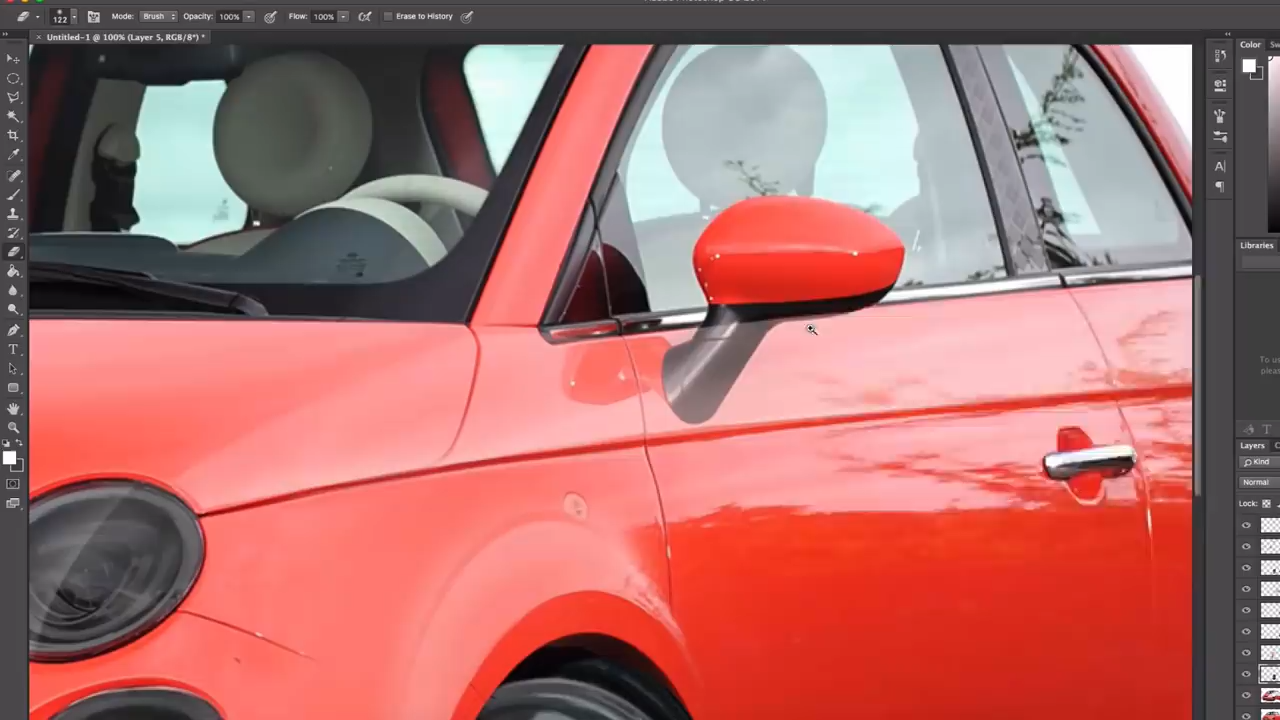 122 Mode: Brush Opacity: 100% Flow: 100% Erase to History
× Untitled-1 @ 100% (Layer 5, RGB/8*) *
Color
Libraries
To
Layers
Kind
Normal
Lock: